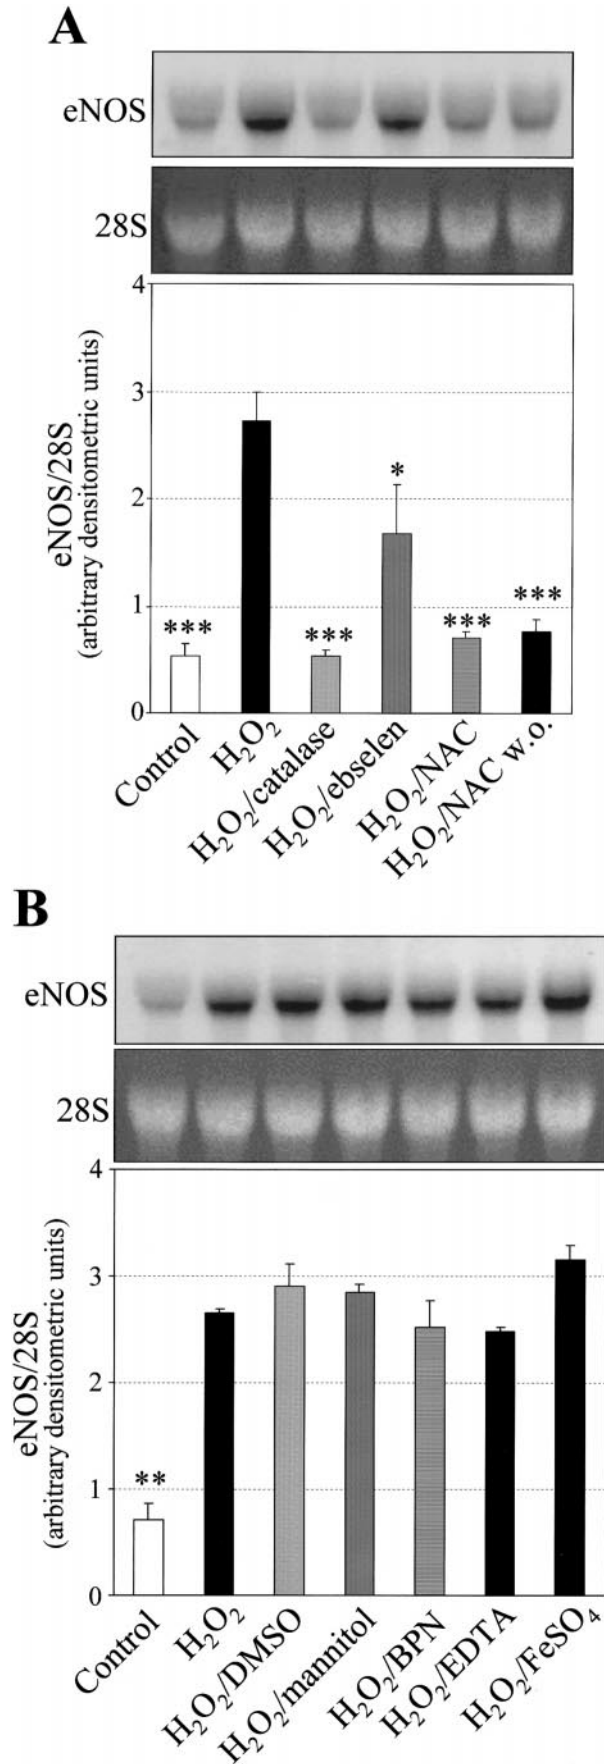 A
eNOS
28S
eNOS/28S
(arbitrary densitometric units)
4
3
2
1
0
***
*
***
***
***
Control
H₂O₂
H₂O₂/catalase
H₂O₂/ebselen
H₂O₂/NAC
H₂O₂/NAC w.o.
B
eNOS
28S
eNOS/28S
(arbitrary densitometric units)
4
3
2
1
0
**
Control
H₂O₂
H₂O₂/DMSO
H₂O₂/mannitol
H₂O₂/BPN
H₂O₂/EDTA
H₂O₂/FeSO₄